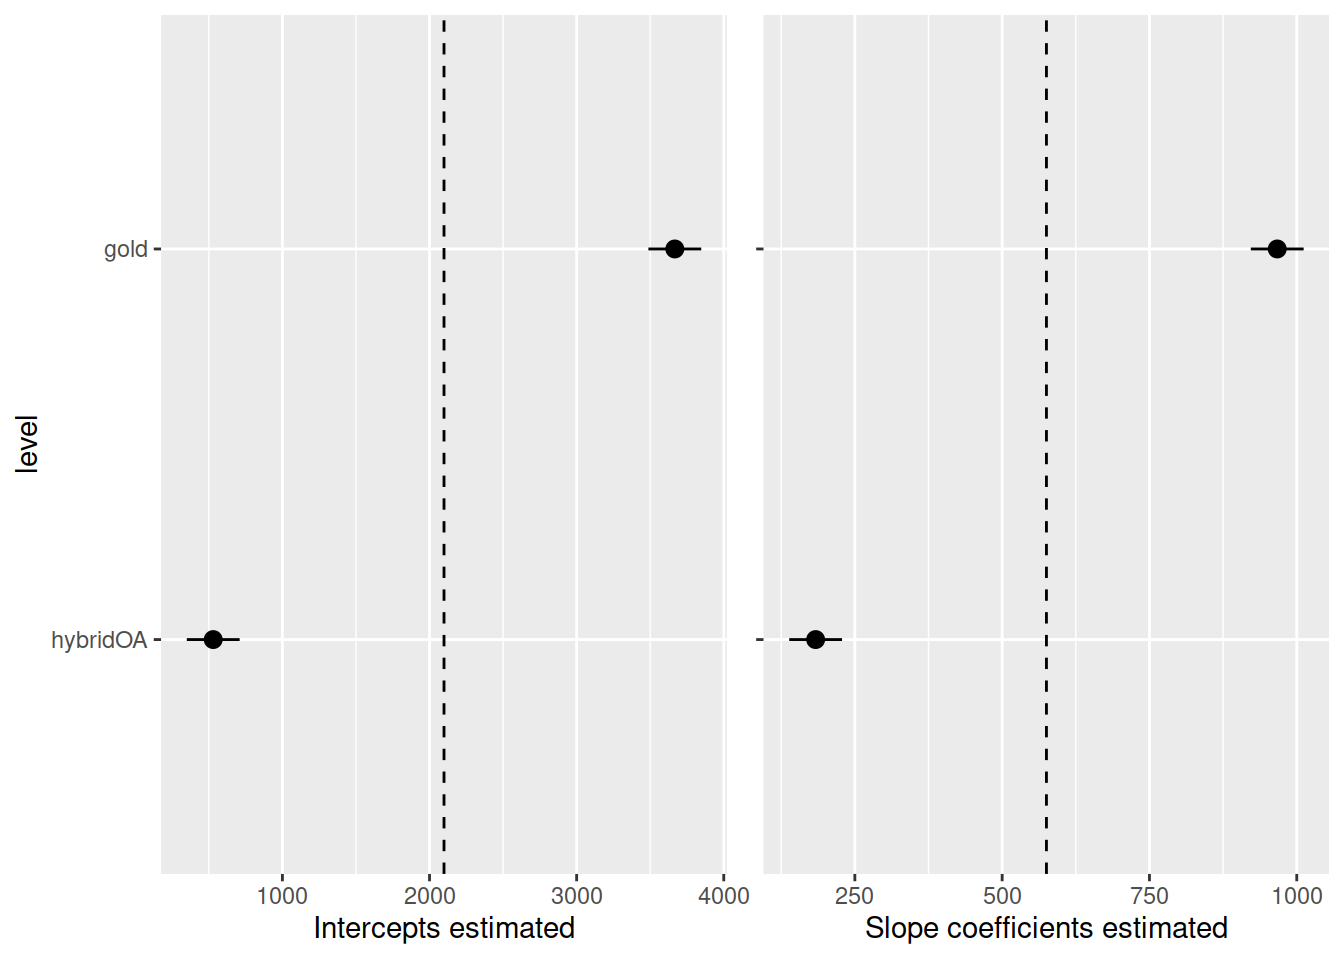 level
gold
hybridOA
1000 2000 3000 4000
Intercepts estimated
250 500 750 1000
Slope coefficients estimated